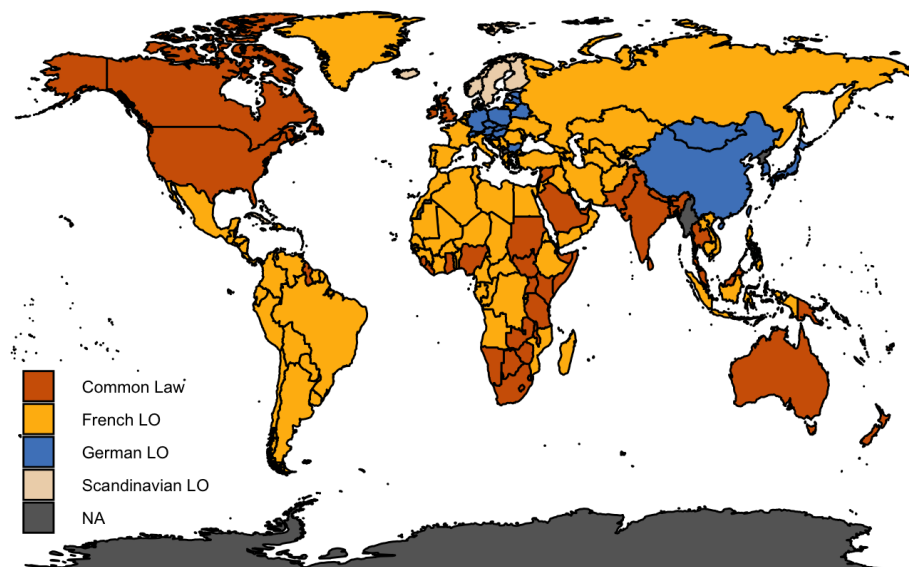 Common Law
French LO
German LO
Scandinavian LO
NA